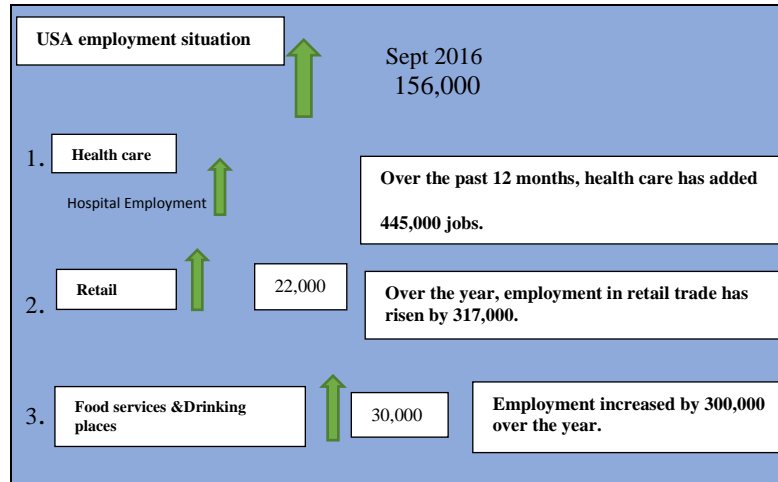 USA employment situation
Sept 2016
156,000
1. Health care
Hospital Employment
Over the past 12 months, health care has added
445,000 jobs.
2. Retail
22,000
Over the year, employment in retail trade has
risen by 317,000.
3. Food services &Drinking
places
30,000
Employment increased by 300,000
over the year.